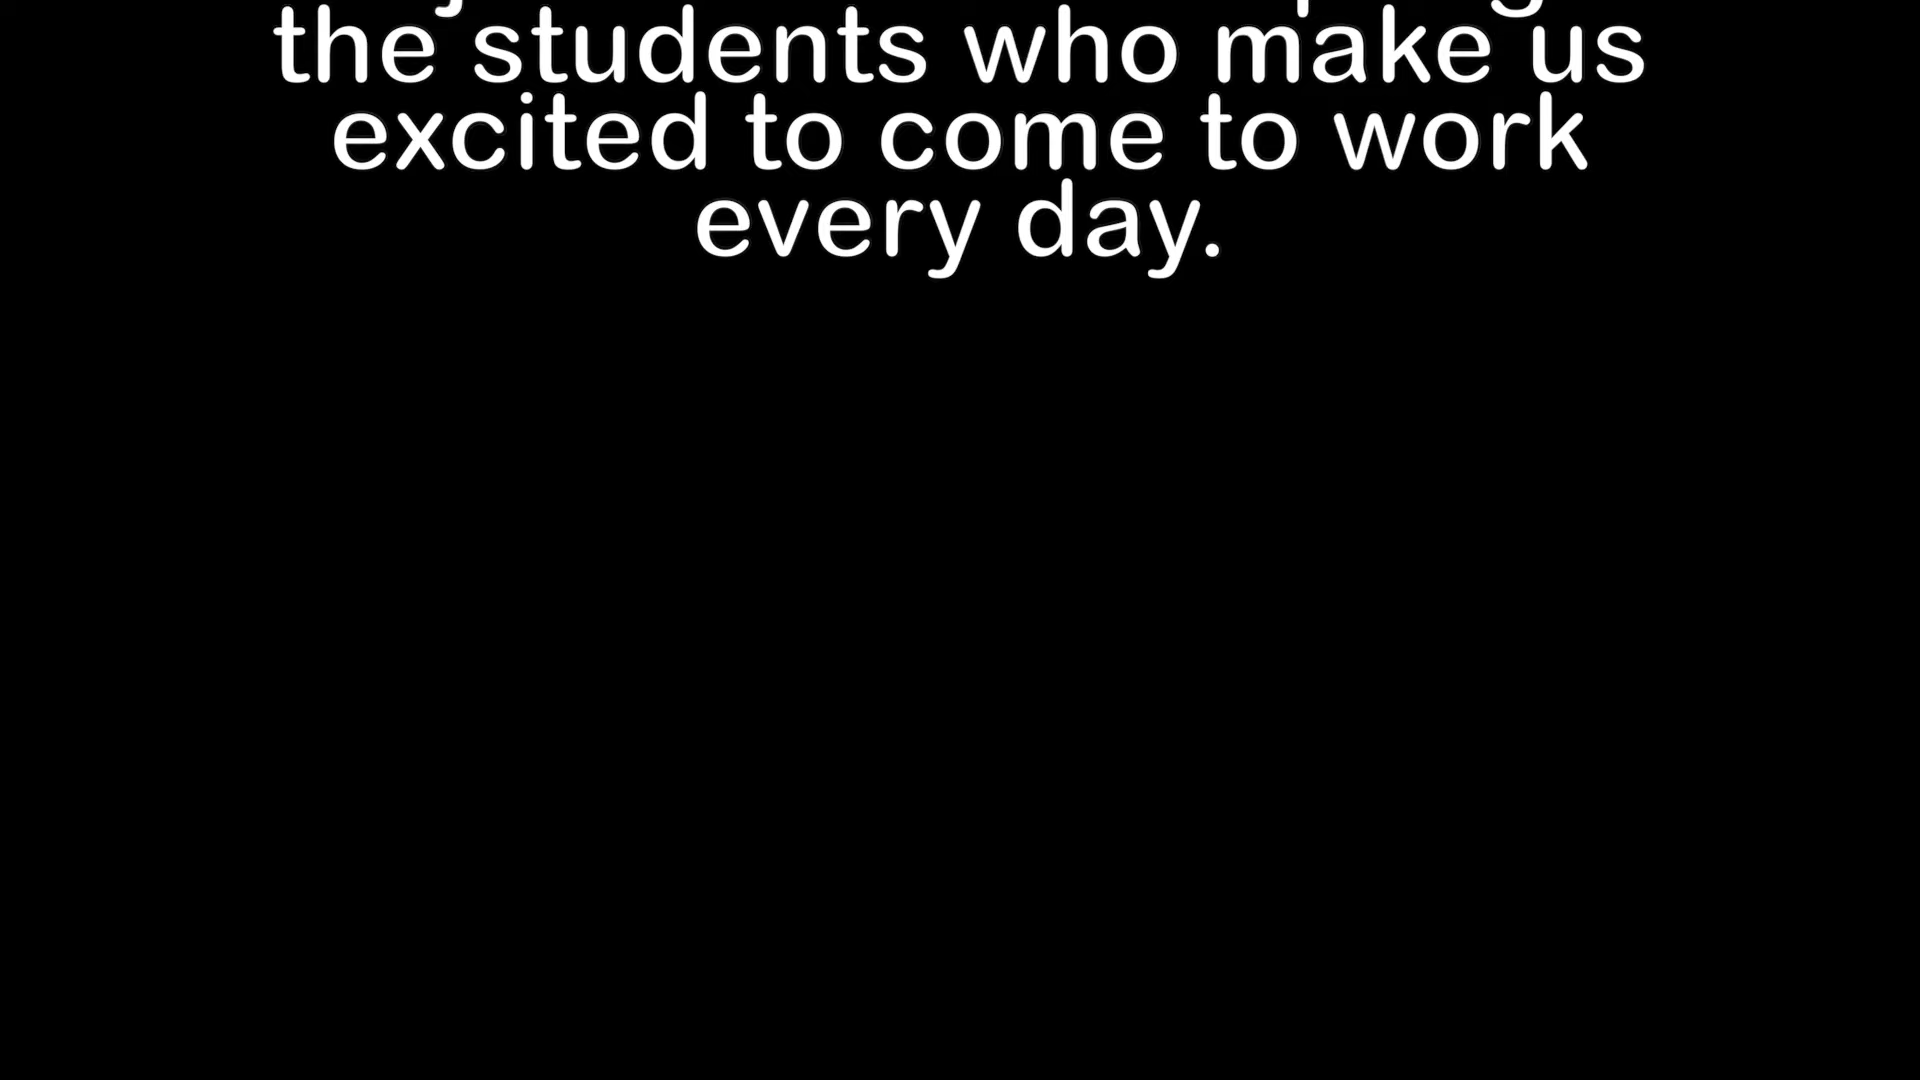 the students who make us
excited to come to work
every day.